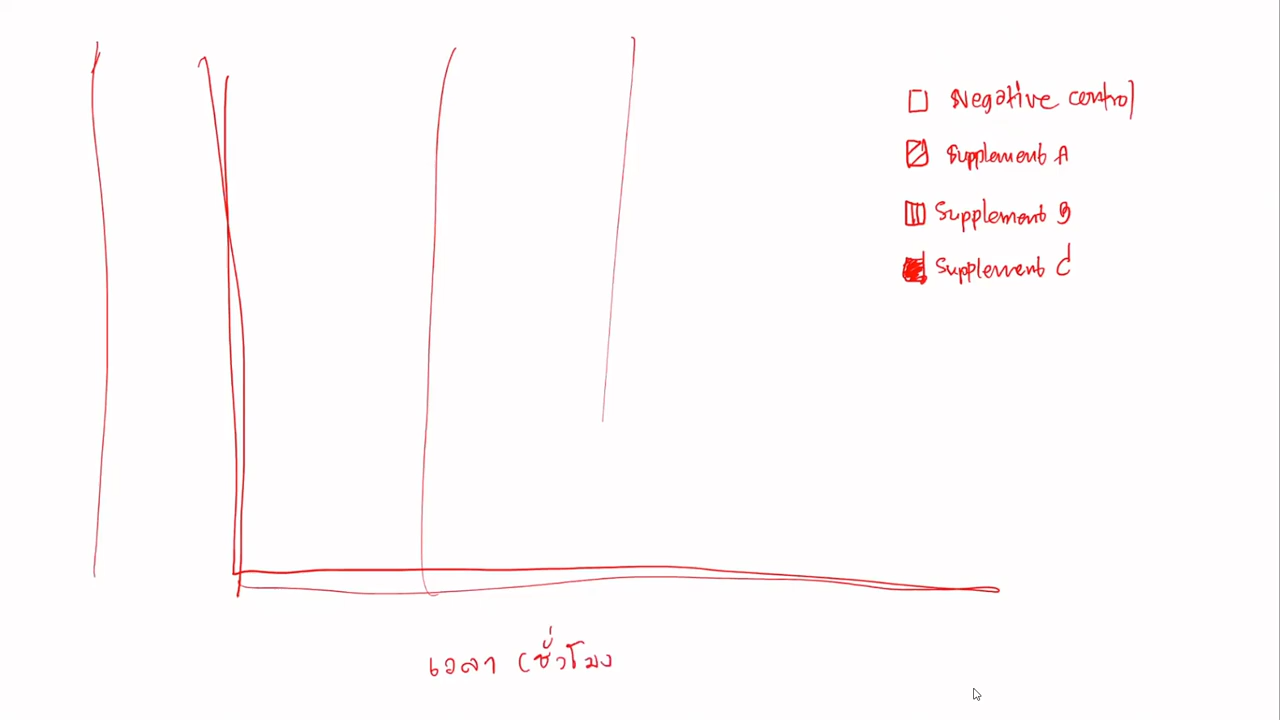 Negative control
Supplement A
Supplement B
Supplement C
เวลา (ชั่วโมง